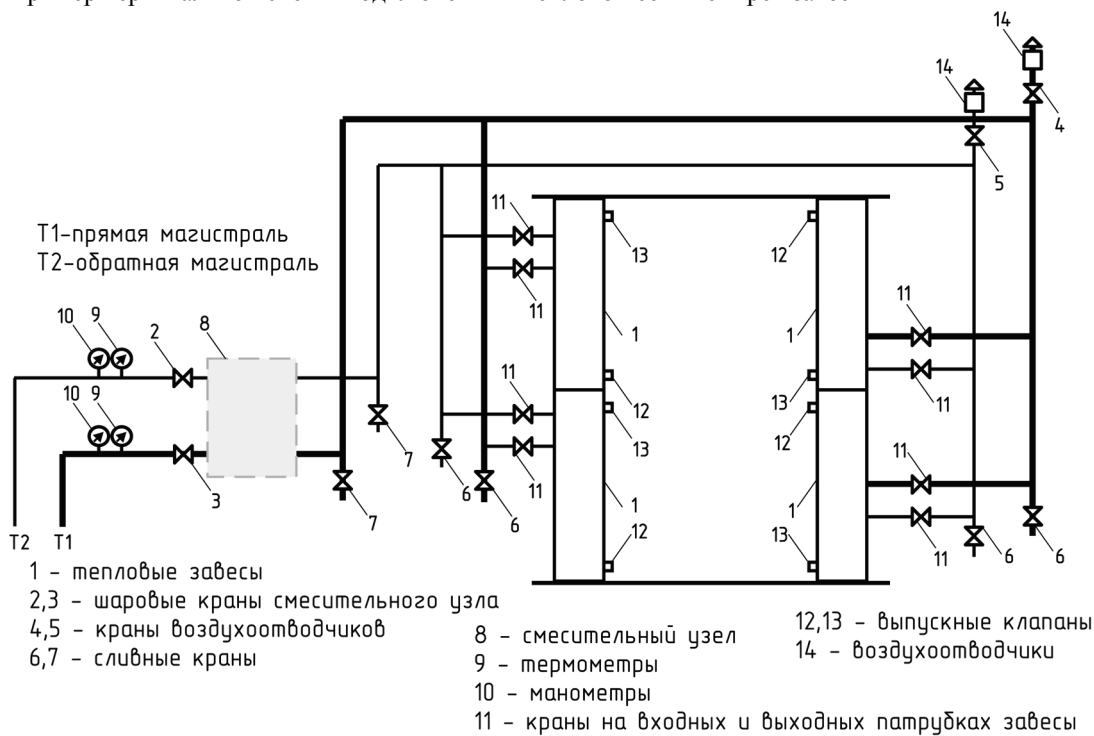 14
14
4
5
11
13
12
Т1-прямая магистраль
Т2-обратная магистраль
11
11
10
9
8
2
1
1
11
10
9
11
12
13
11
13
12
7
6
11
11
3
7
6
1
1
12
13
11
6
6
Т2
Т1
1 - тепловые завесы
2,3 - шаровые краны смесительного узла
4,5 - краны воздухоотводчиков
6,7 - сливные краны
8 - смесительный узел
9 - термометры
10 - манометры
11 - краны на входных и выходных патрубках завесы
12,13 - выпускные клапаны
14 - воздухоотводчики